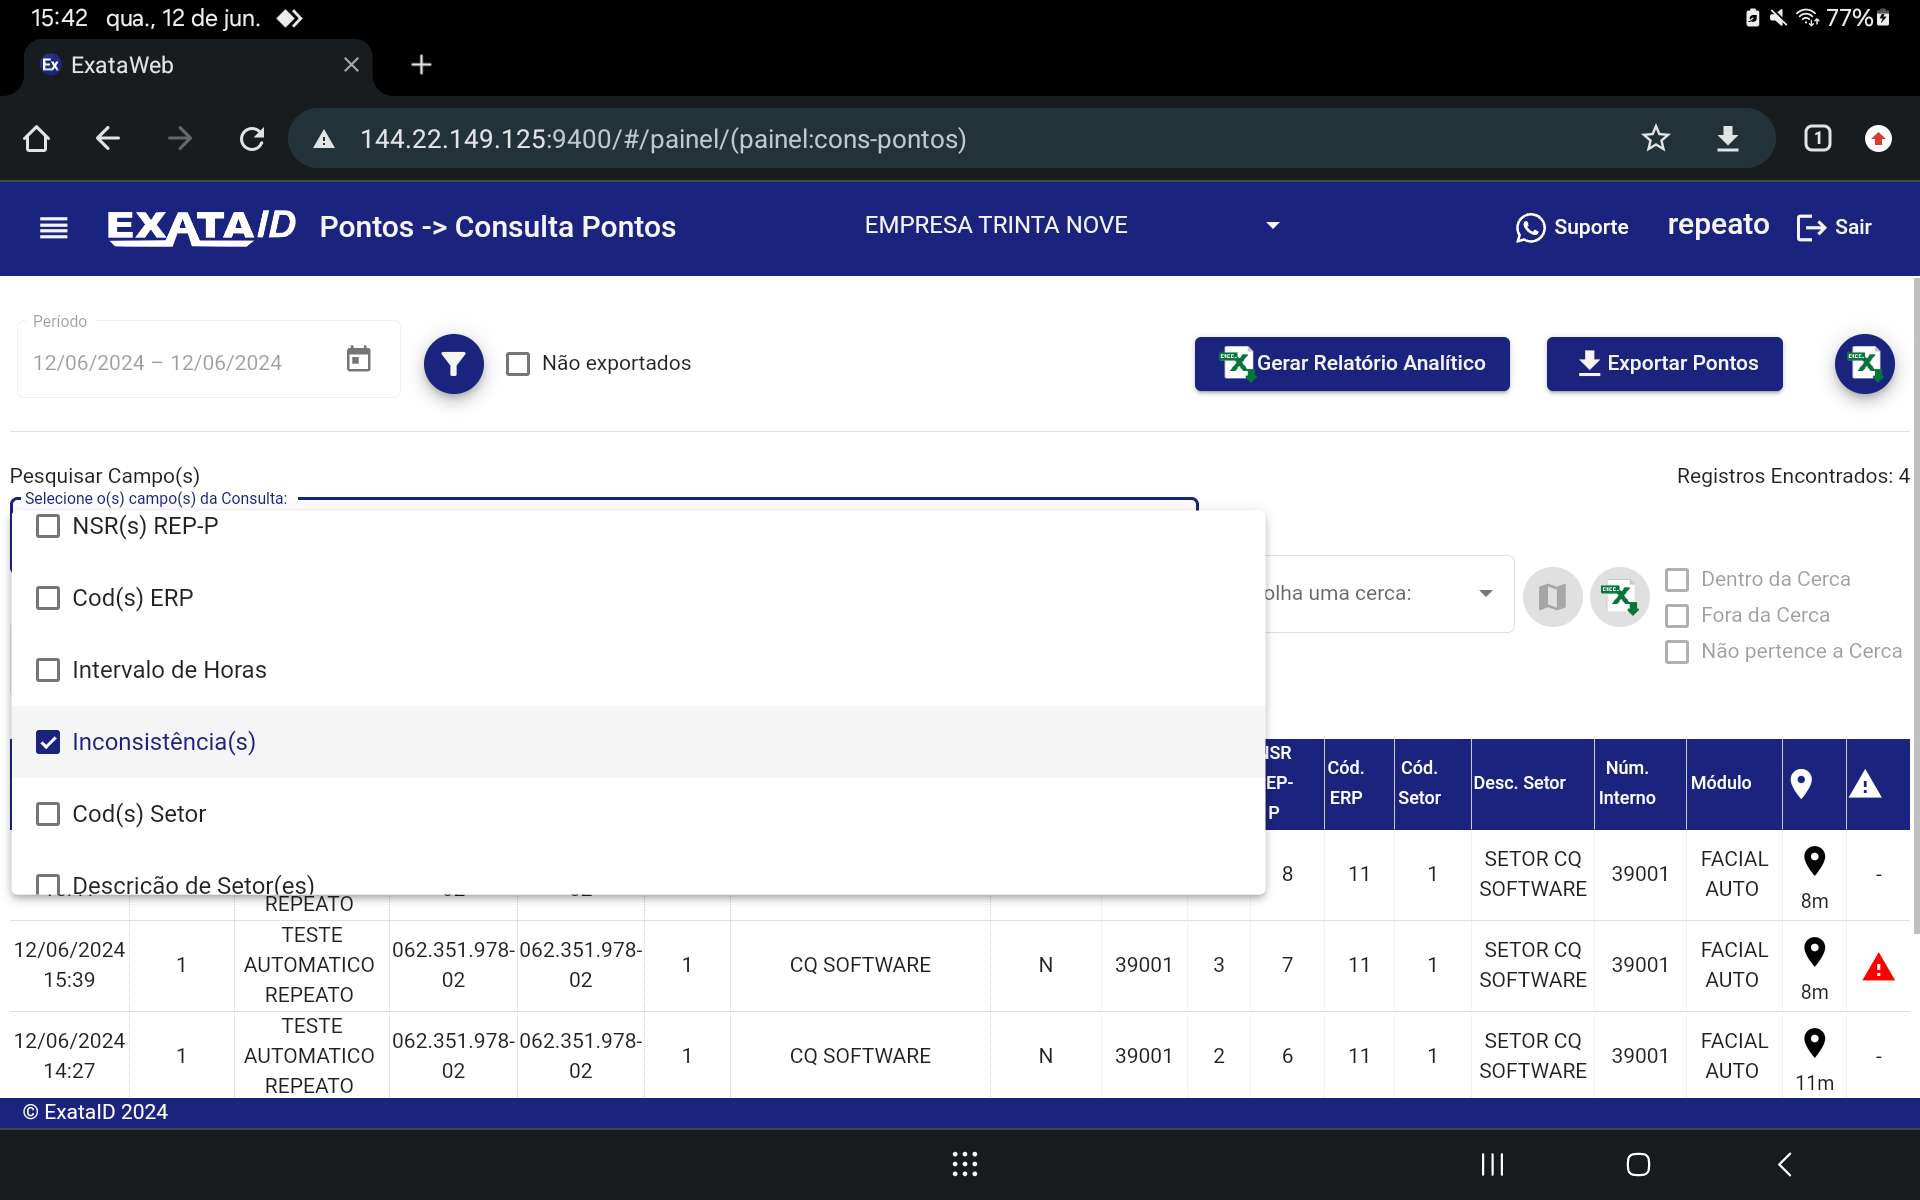 15:42 qua., 12 de jun. 77%
Ex ExataWeb
144.22.149.125:9400/#/painel/(painel:cons-pontos) 1
EXATAID Pontos -> Consulta Pontos EMPRESA TRINTA NOVE Suporte repeato Sair
Período
12/06/2024 – 12/06/2024
Não exportados
Gerar Relatório Analítico
Exportar Pontos
Pesquisar Campo(s) Registros Encontrados: 4
Selecione o(s) campo(s) da Consulta:
NSR(s) REP-P
Cod(s) ERP
Intervalo de Horas
Inconsistência(s)
Cod(s) Setor
Descrição de Setor(es)
olha uma cerca:
Dentro da Cerca
Fora da Cerca
Não pertence a Cerca
NSR EP- P Cód. ERP Cód. Setor Desc. Setor Núm. Interno Módulo
REPEATO 8 11 1 SETOR CQ SOFTWARE 39001 FACIAL AUTO 8m -
12/06/2024 15:39 1 TESTE AUTOMATICO REPEATO 062.351.978-02 062.351.978-02 1 CQ SOFTWARE N 39001 3 7 11 1 SETOR CQ SOFTWARE 39001 FACIAL AUTO 8m
12/06/2024 14:27 1 TESTE AUTOMATICO REPEATO 062.351.978-02 062.351.978-02 1 CQ SOFTWARE N 39001 2 6 11 1 SETOR CQ SOFTWARE 39001 FACIAL AUTO 11m -
© ExataID 2024